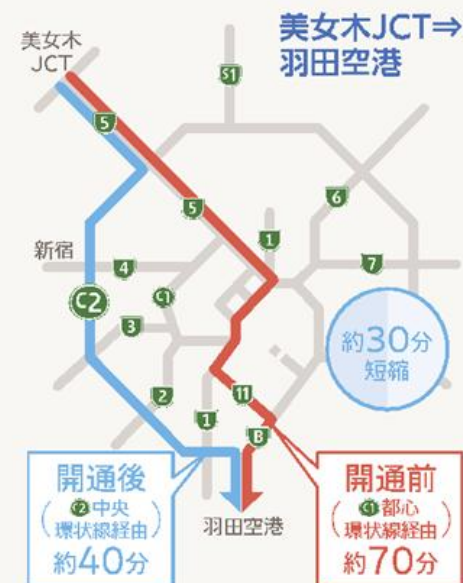 美女木JCT⇒
羽田空港
美女木
JCT
S1
5
5
6
1
7
新宿
4
C1
C2
3
約30分
短縮
2
11
1
B
開通後
(C2中央
環状線経由)
約40分
羽田空港
開通前
(C1都心
環状線経由)
約70分